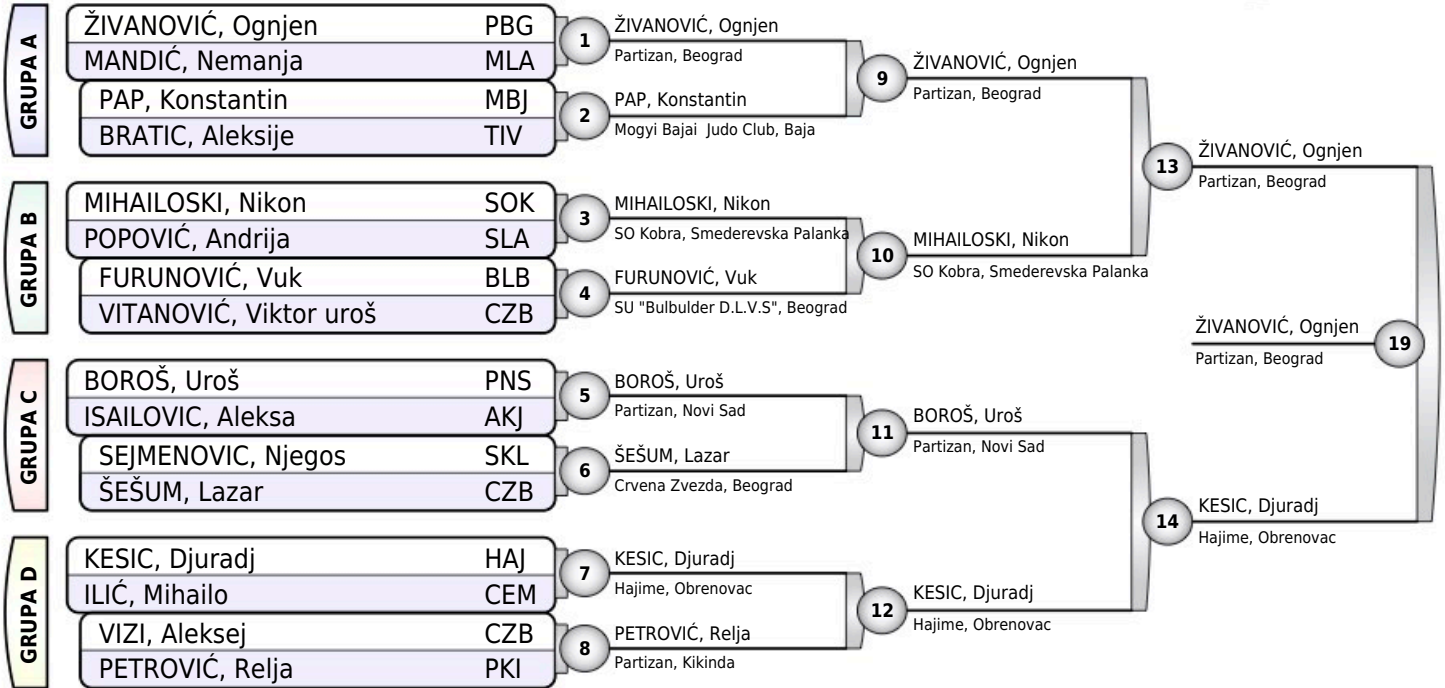 GRUPA A
ŽIVANOVIĆ, Ognjen PBG
MANDIĆ, Nemanja MLA
PAP, Konstantin MBJ
BRATIC, Aleksije TIV
GRUPA B
MIHAILOSKI, Nikon SOK
POPOVIĆ, Andrija SLA
FURUNOVIĆ, Vuk BLB
VITANOVIĆ, Viktor uroš CZB
GRUPA C
BOROŠ, Uroš PNS
ISAILOVIC, Aleksa AKJ
SEJMENOVIC, Njegos SKL
ŠEŠUM, Lazar CZB
GRUPA D
KESIC, Djuradj HAJ
ILIĆ, Mihailo CEM
VIZI, Aleksej CZB
PETROVIĆ, Relja PKI
1
ŽIVANOVIĆ, Ognjen
Partizan, Beograd
2
PAP, Konstantin
Mogyi Bajai Judo Club, Baja
3
MIHAILOSKI, Nikon
SO Kobra, Smederevska Palanka
4
FURUNOVIĆ, Vuk
SU "Bulbulder D.L.V.S", Beograd
5
BOROŠ, Uroš
Partizan, Novi Sad
6
ŠEŠUM, Lazar
Crvena Zvezda, Beograd
7
KESIC, Djuradj
Hajime, Obrenovac
8
PETROVIĆ, Relja
Partizan, Kikinda
9
ŽIVANOVIĆ, Ognjen
Partizan, Beograd
10
MIHAILOSKI, Nikon
SO Kobra, Smederevska Palanka
11
BOROŠ, Uroš
Partizan, Novi Sad
12
KESIC, Djuradj
Hajime, Obrenovac
13
ŽIVANOVIĆ, Ognjen
Partizan, Beograd
14
KESIC, Djuradj
Hajime, Obrenovac
ŽIVANOVIĆ, Ognjen
Partizan, Beograd
19